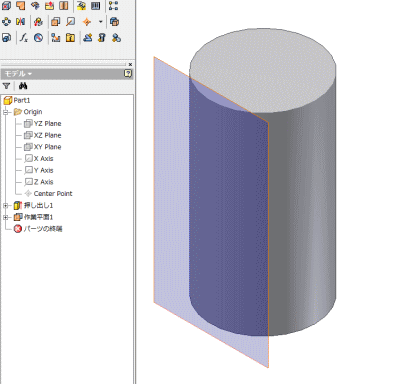 モデル
Part1
Origin
YZ Plane
XZ Plane
XY Plane
X Axis
Y Axis
Z Axis
Center Point
押し出し1
作業平面1
パーツの終端